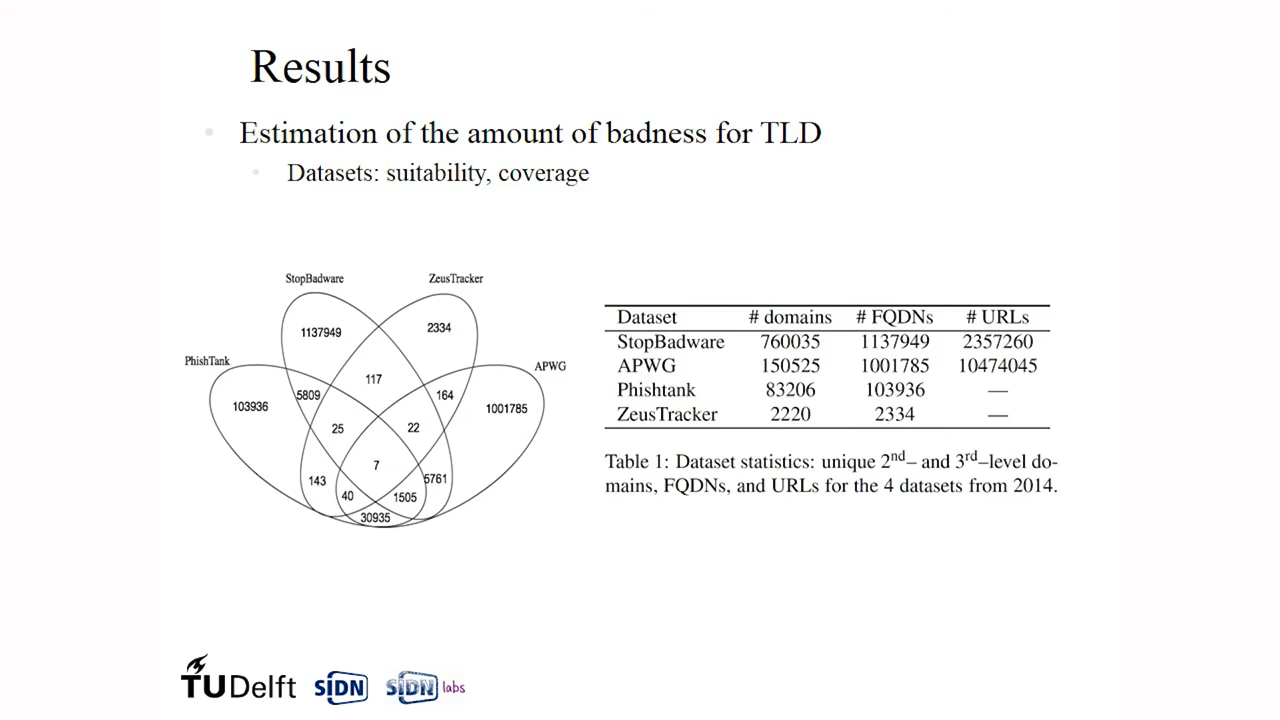 Results
Estimation of the amount of badness for TLD
Datasets: suitability, coverage
StopBadware
ZeusTracker
PhishTank
APWG
1137949
2334
103936
1001785
117
5809
164
25
22
7
143
5761
40
1505
30935
Dataset # domains # FQDNs # URLs
StopBadware 760035 1137949 2357260
APWG 150525 1001785 10474045
Phishtank 83206 103936 —
ZeusTracker 2220 2334 —
Table 1: Dataset statistics: unique 2nd– and 3rd–level do-
mains, FQDNs, and URLs for the 4 datasets from 2014.
TUDelft
SIDN
SIDN labs